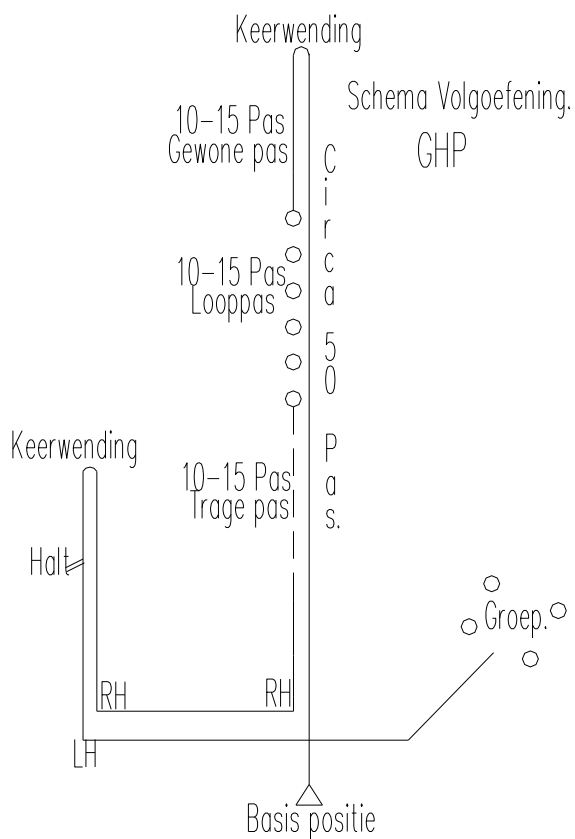 Keerwending
Schema Volgoefening.
GHP
10-15 Pas
Gewone pas
Circa 50 Pas.
10-15 Pas
Looppas
Keerwending
10-15 Pas
Trage pas
Halt
Groep.
RH
RH
LH
Basis positie